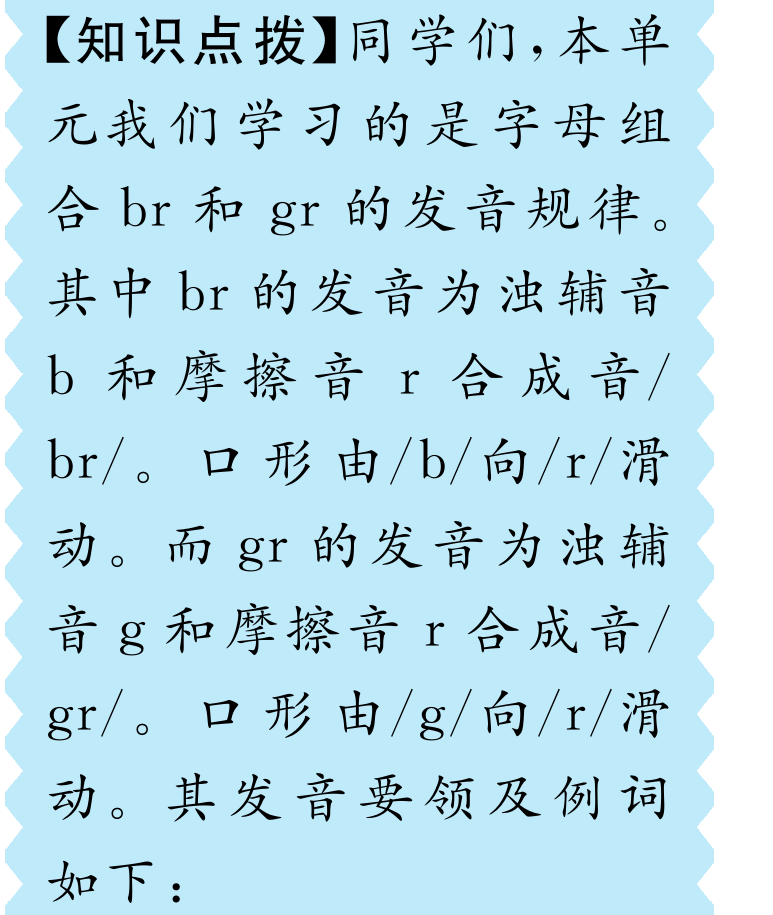 【知识点拨】同学们，本单
元我们学习的是字母组
合 br 和 gr 的发音规律。
其中 br 的发音为浊辅音
b 和摩擦音 r 合成音/
br/。口形由/b/向/r/滑
动。而 gr 的发音为浊辅
音 g 和摩擦音 r 合成音/
gr/。口形由/g/向/r/滑
动。其发音要领及例词
如下：